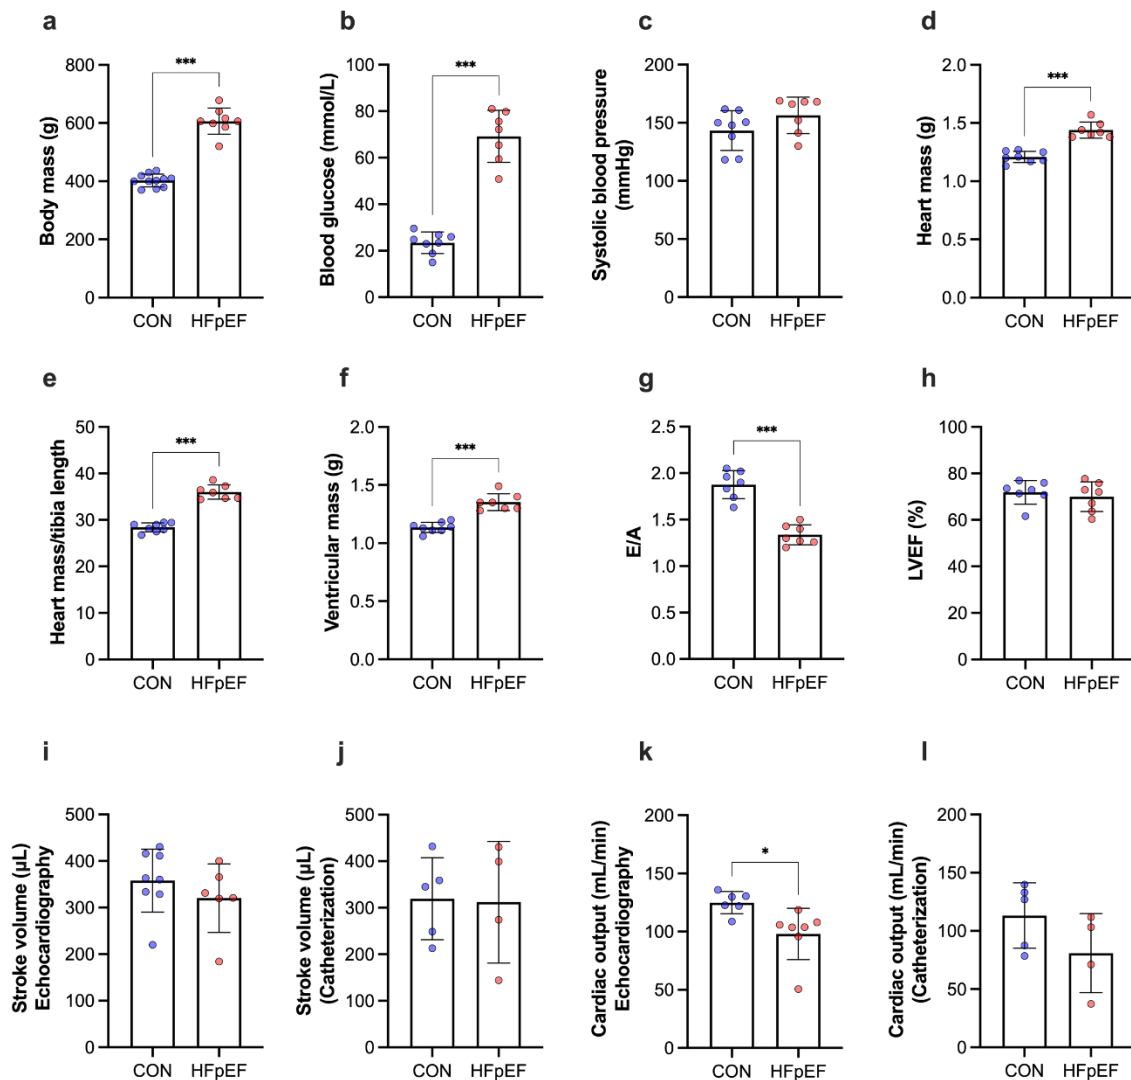 a
b
c
d
Body mass (g)
800
600
400
200
0
***
CON HFpEF
Blood glucose (mmol/L)
100
80
60
40
20
0
***
CON HFpEF
Systolic blood pressure
(mmHg)
200
150
100
50
0
CON HFpEF
Heart mass (g)
2.0
1.5
1.0
0.5
0.0
***
CON HFpEF
e
f
g
h
Heart mass/tibia length
50
40
30
20
10
0
***
CON HFpEF
Ventricular mass (g)
2.0
1.5
1.0
0.5
0.0
***
CON HFpEF
E/A
2.5
2.0
1.5
1.0
0.5
0.0
***
CON HFpEF
LVEF (%)
100
80
60
40
20
0
CON HFpEF
i
j
k
l
Stroke volume (µL)
Echocardiography
500
400
300
200
100
0
CON HFpEF
Stroke volume (µL)
(Catheterization)
500
400
300
200
100
0
CON HFpEF
Cardiac output (mL/min)
Echocardiography
200
150
100
50
0
*
CON HFpEF
Cardiac output (mL/min)
(Catheterization)
200
150
100
50
0
CON HFpEF